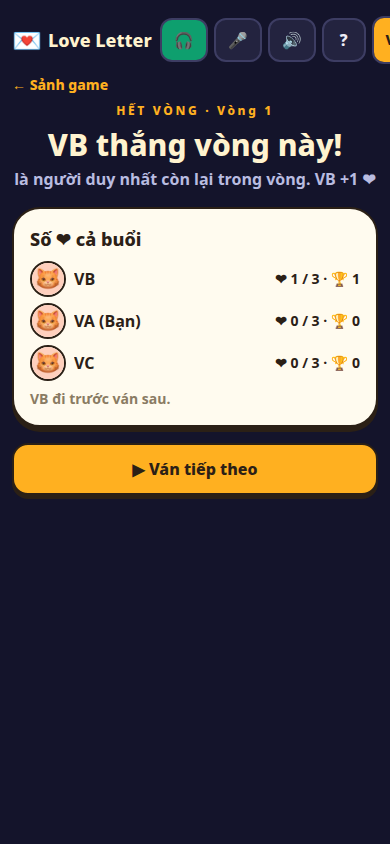 💌 Love Letter 🎧 🎤 🔊 ?
← Sảnh game
HẾT VÒNG · Vòng 1
VB thắng vòng này!
là người duy nhất còn lại trong vòng. VB +1 ❤
Số ❤ cả buổi
VB ❤ 1 / 3 · 🏆 1
VA (Bạn) ❤ 0 / 3 · 🏆 0
VC ❤ 0 / 3 · 🏆 0
VB đi trước ván sau.
▶ Ván tiếp theo